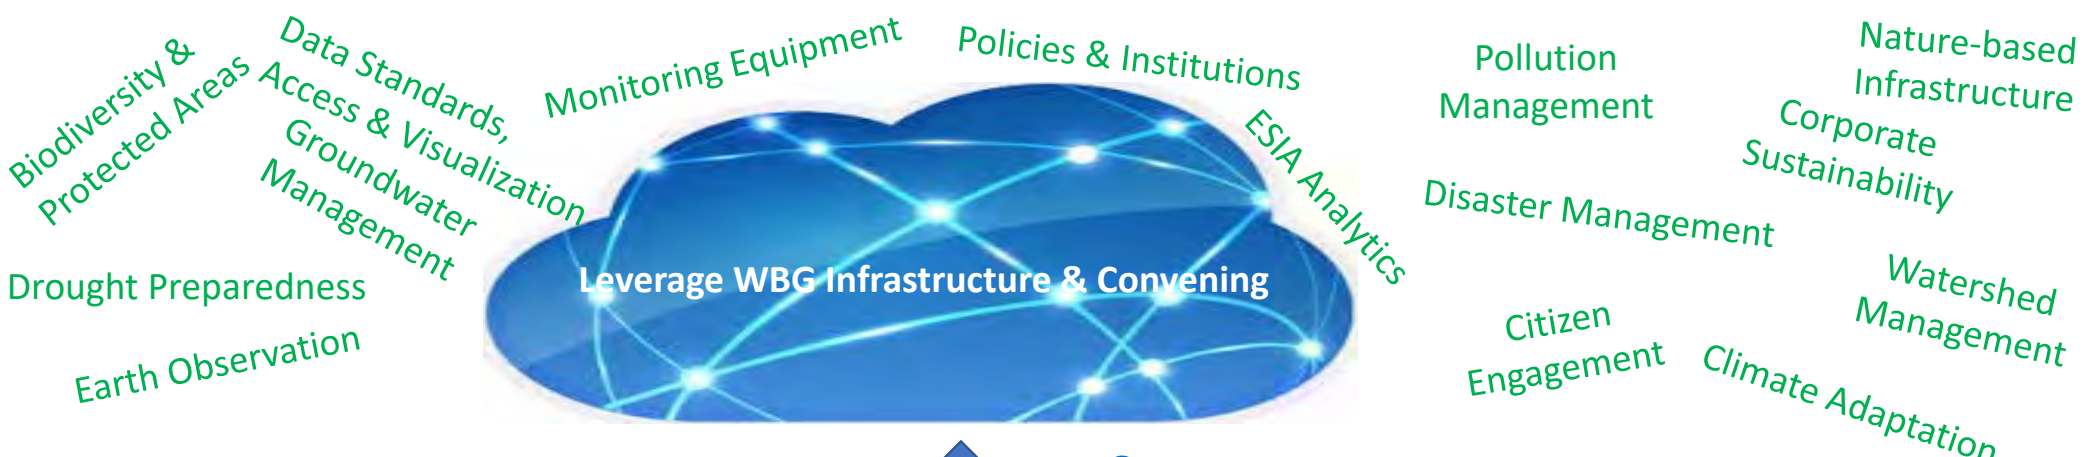 Biodiversity &
Protected Areas
Data Standards,
Access & Visualization
Groundwater
Management
Drought Preparedness
Earth Observation
Monitoring Equipment
Policies & Institutions
ESIA Analytics
Leverage WBG Infrastructure & Convening
Pollution
Management
Nature-based
Infrastructure
Corporate
Sustainability
Disaster Management
Watershed
Management
Citizen
Engagement
Climate Adaptation